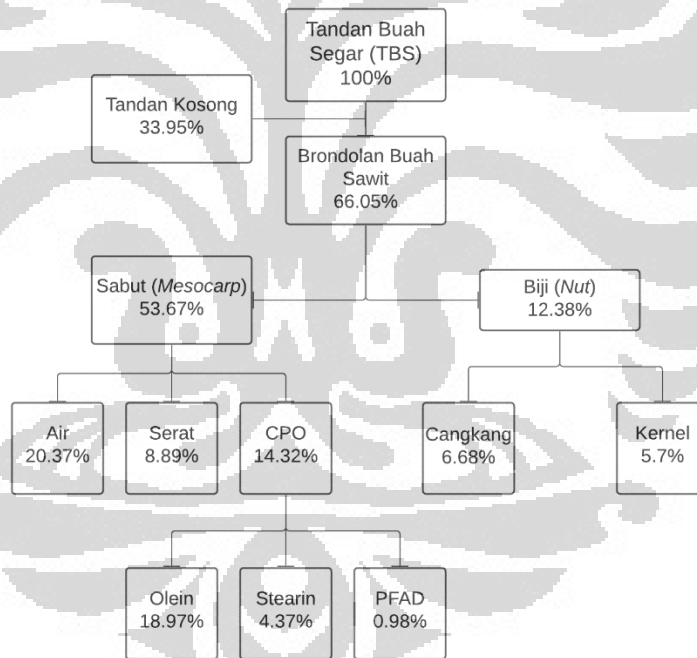 Tandan Buah
Segar (TBS)
100%
Tandan Kosong
33.95%
Brondolan Buah
Sawit
66.05%
Sabut (Mesocarp)
53.67%
Biji (Nut)
12.38%
Air
20.37%
Serat
8.89%
CPO
14.32%
Cangkang
6.68%
Kernel
5.7%
Olein
18.97%
Stearin
4.37%
PFAD
0.98%